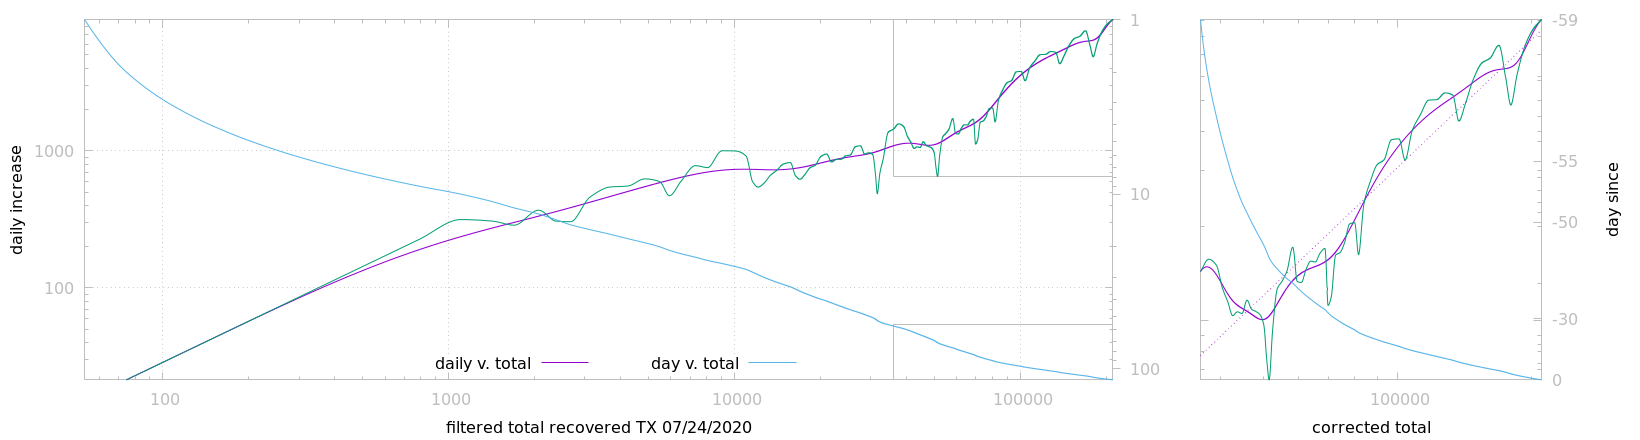 daily increase
1000
100
100
1000
10000
100000
filtered total recovered TX 07/24/2020
daily v. total
day v. total
1
10
100
100000
corrected total
-59
-55
-50
-30
0
day since